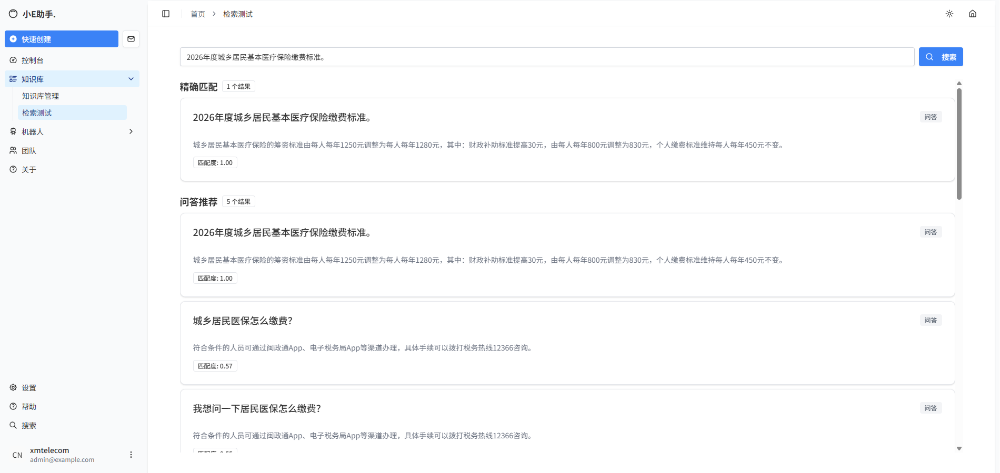 小E助手.
快速创建
控制台
知识库
知识库管理
检索测试
机器人
团队
关于
设置
帮助
搜索
CN
xmtelecom
admin@example.com
首页
检索测试
2026年度城乡居民基本医疗保险缴费标准。
搜索
精确匹配
1 个结果
2026年度城乡居民基本医疗保险缴费标准。
问答
城乡居民基本医疗保险的筹资标准由每人每年1250元调整为每人每年1280元，其中：财政补助标准提高30元，由每人每年800元调整为830元，个人缴费标准维持每人每年450元不变。
匹配度: 1.00
问答推荐
5 个结果
2026年度城乡居民基本医疗保险缴费标准。
问答
城乡居民基本医疗保险的筹资标准由每人每年1250元调整为每人每年1280元，其中：财政补助标准提高30元，由每人每年800元调整为830元，个人缴费标准维持每人每年450元不变。
匹配度: 1.00
城乡居民医保怎么缴费？
问答
符合条件的人员可通过闽政通App、电子税务局App等渠道办理，具体手续可以拨打税务热线12366咨询。
匹配度: 0.57
我想问一下居民医保怎么缴费？
问答
符合条件的人员可通过闽政通App、电子税务局App等渠道办理，具体手续可以拨打税务热线12366咨询。